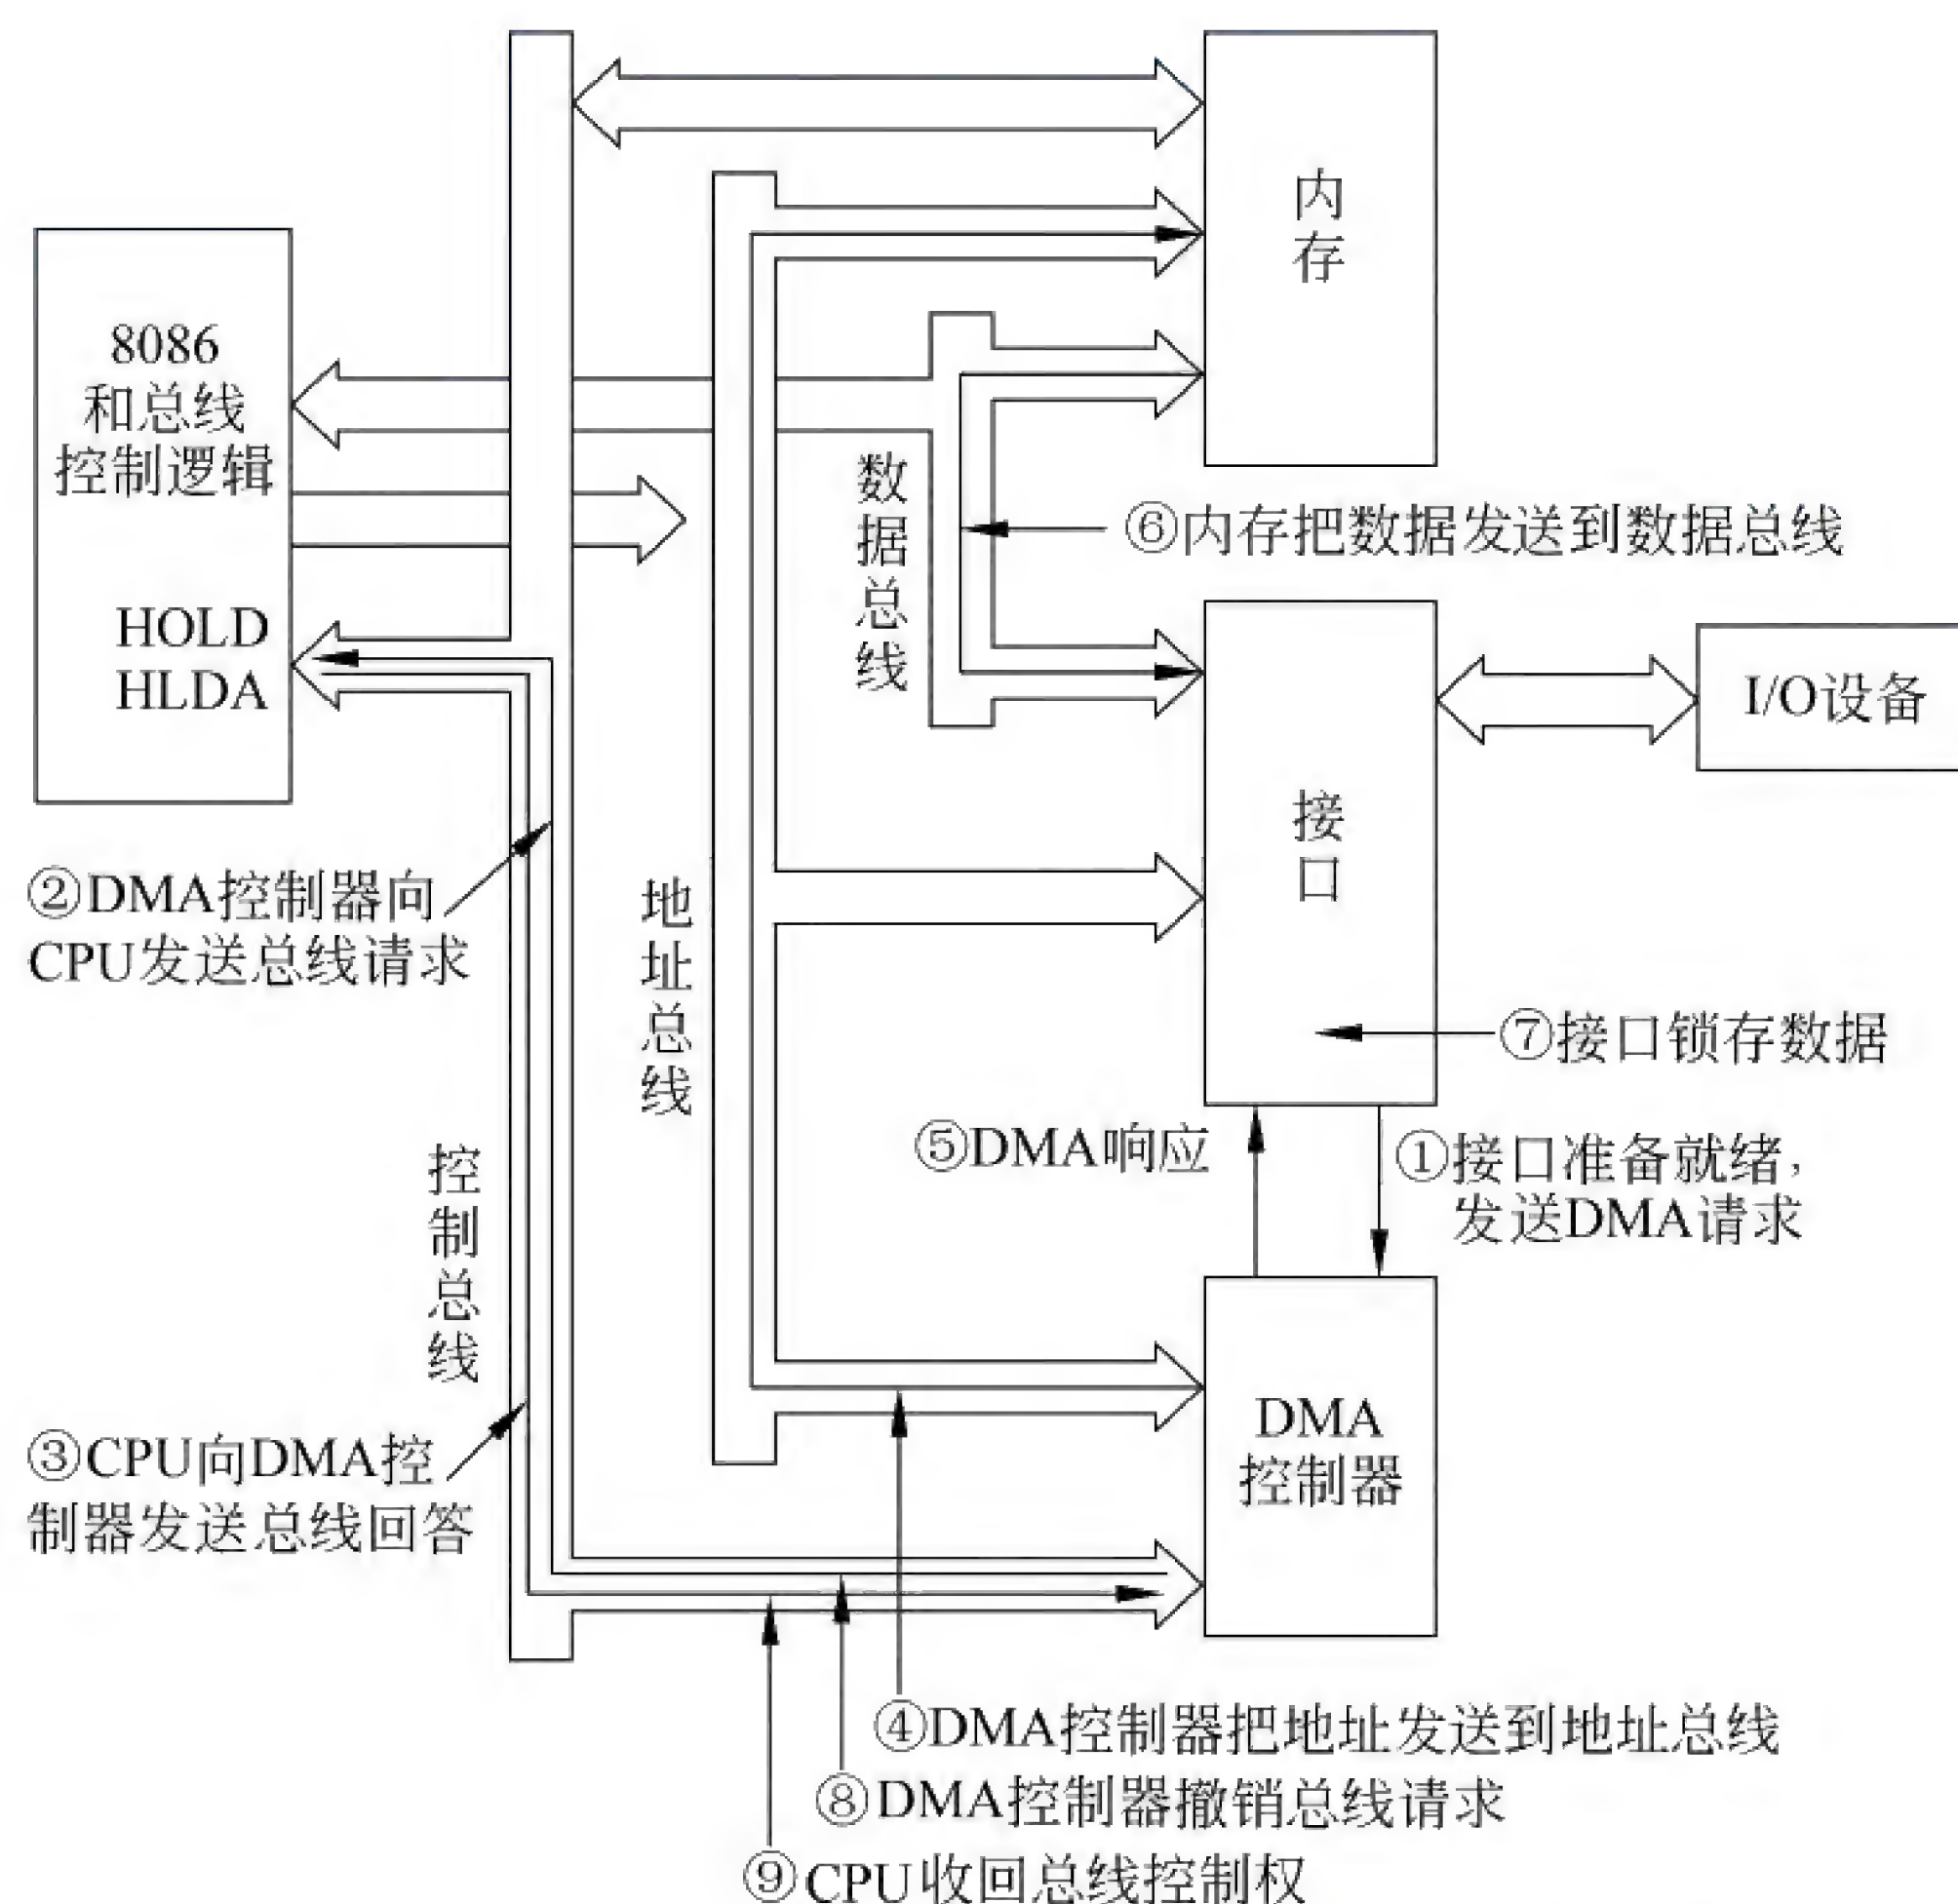 内
存
8086
和总线
控制逻辑
HOLD
HLDA
数
据
总
线
⑥内存把数据发送到数据总线
I/O设备
接
口
②DMA控制器向
CPU发送总线请求
地
址
总
线
⑦接口锁存数据
⑤DMA响应
①接口准备就绪,
发送DMA请求
控
制
总
线
③CPU向DMA控
制器发送总线回答
DMA
控制器
④DMA控制器把地址发送到地址总线
⑧DMA控制器撤销总线请求
⑨CPU收回总线控制权